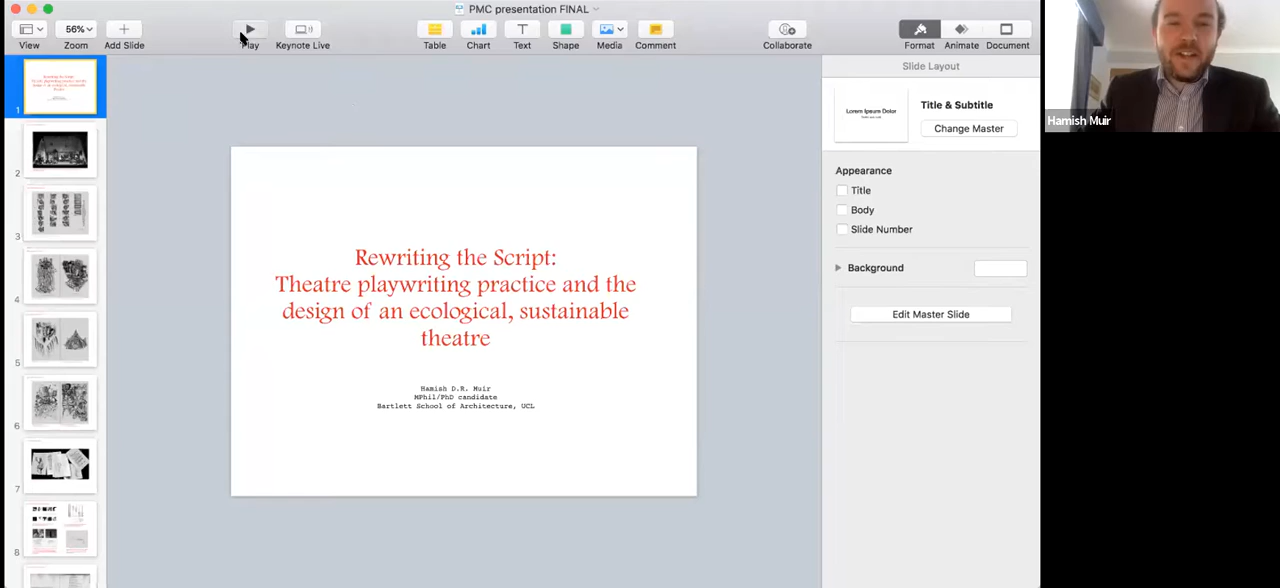 PMC presentation FINAL
56%
View
Zoom
Add Slide
Play
Keynote Live
Table
Chart
Text
Shape
Media
Comment
Collaborate
Format
Animate
Document
Slide Layout
Lorem Ipsum Dolor
Title & Subtitle
Change Master
Appearance
Title
Body
Slide Number
Background
Edit Master Slide
Hamish Muir
1
2
3
4
5
6
7
8
Rewriting the Script:
Theatre playwriting practice and the
design of an ecological, sustainable
theatre
Hamish D.R. Muir
MPhil/PhD candidate
Bartlett School of Architecture, UCL